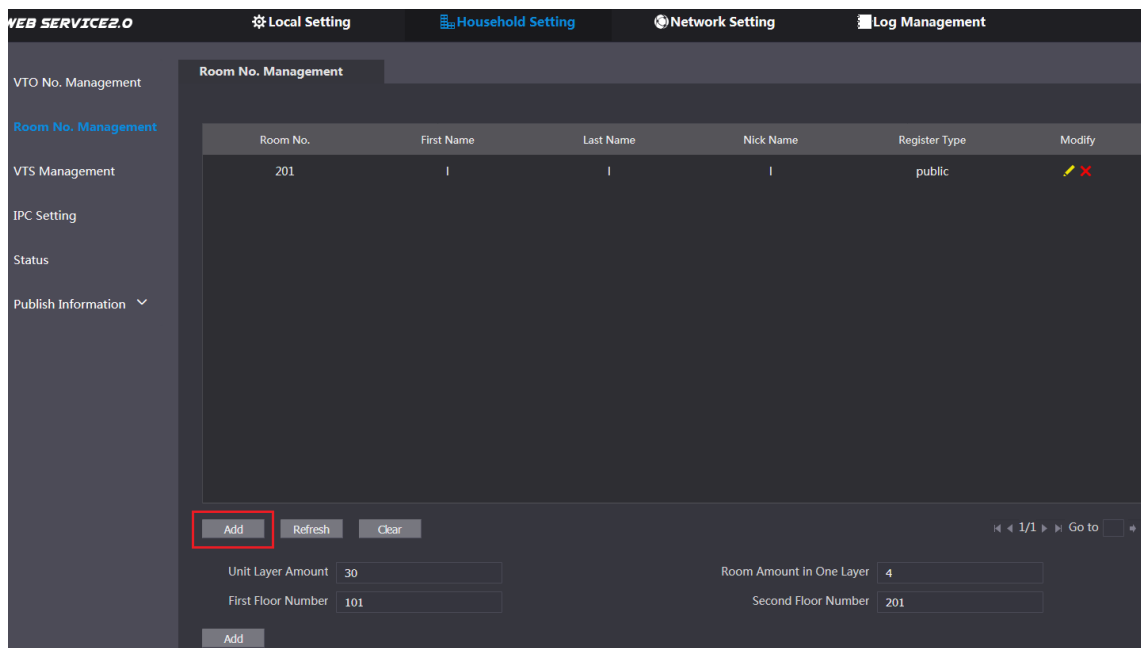 WEB SERVICE2.0 Local Setting Household Setting Network Setting Log Management
VTO No. Management
Room No. Management
VTS Management
IPC Setting
Status
Publish Information
Room No. Management
Room No. First Name Last Name Nick Name Register Type Modify
201 l l l public
Add Refresh Clear 1/1 Go to
Unit Layer Amount 30 Room Amount in One Layer 4
First Floor Number 101 Second Floor Number 201
Add